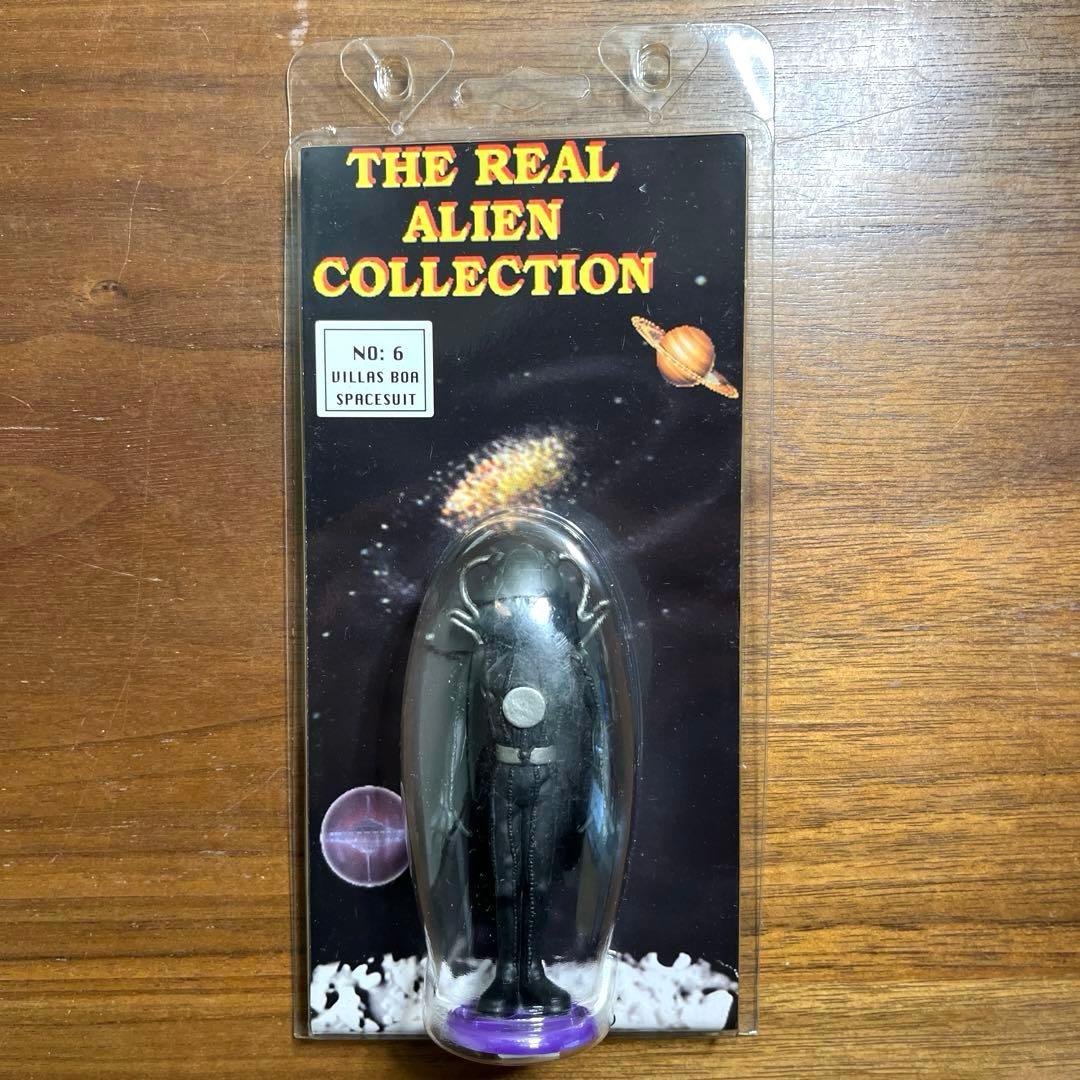 THE REAL
ALIEN
COLLECTION
NO: 6
VILLAS BOA
SPACESUIT